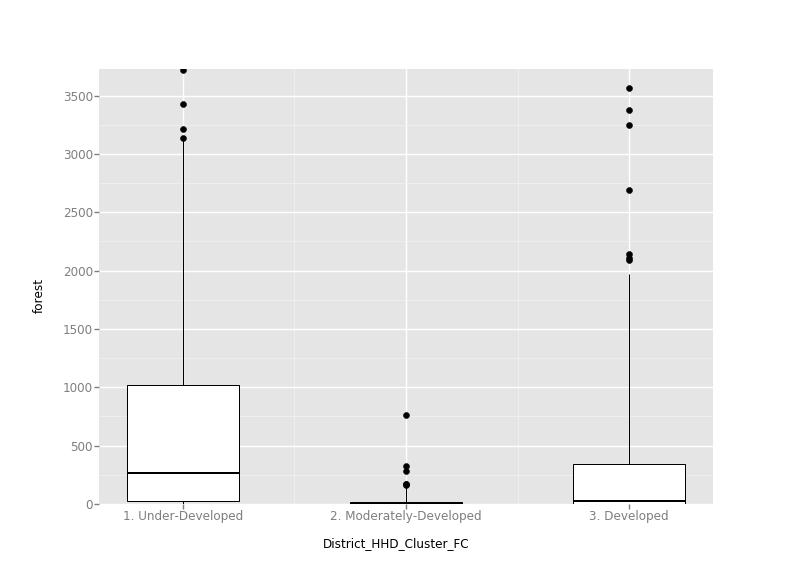 3500
3000
2500
2000
1500
1000
500
0
forest
1. Under-Developed
2. Moderately-Developed
3. Developed
District_HHD_Cluster_FC